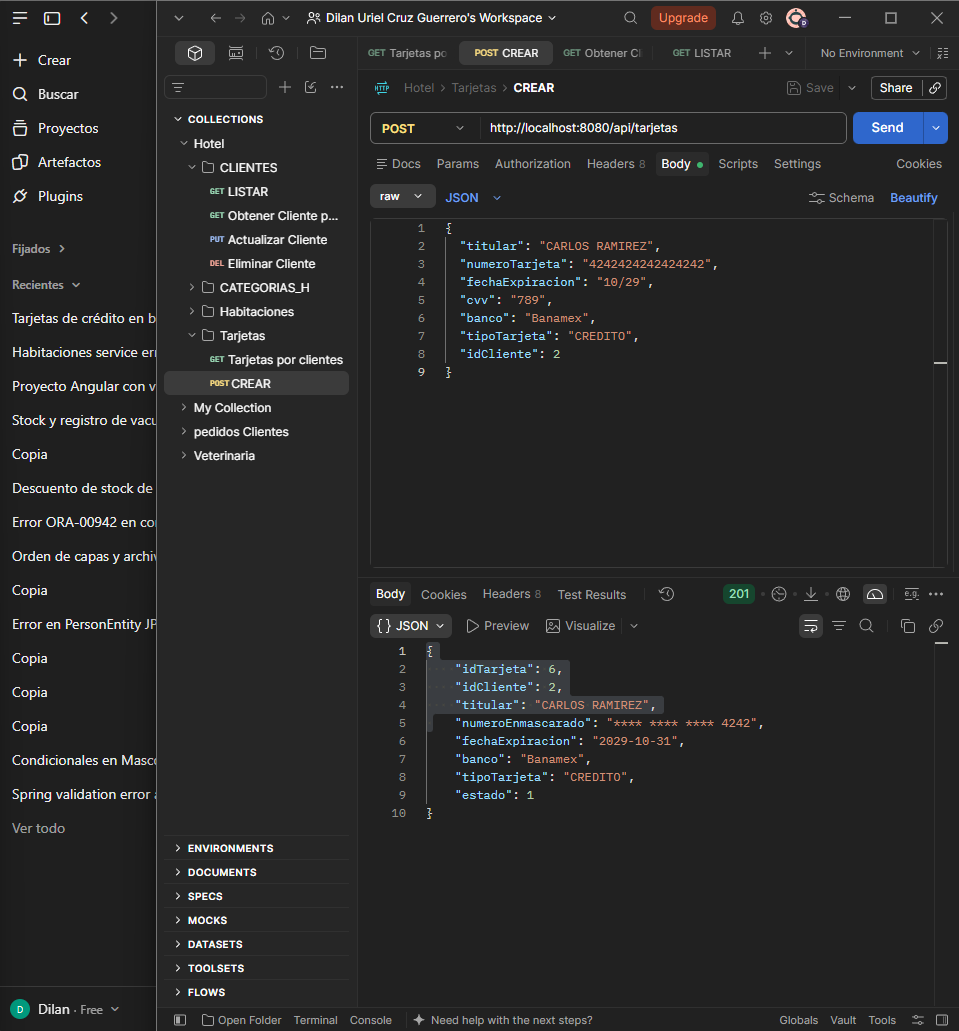 Crear
Buscar
Proyectos
Artefactos
Plugins
Fijados
Recientes
Tarjetas de crédito en b
Habitaciones service er
Proyecto Angular con v
Stock y registro de vacu
Copia
Descuento de stock de
Error ORA-00942 en co
Orden de capas y archi
Copia
Error en PersonEntity JP
Copia
Copia
Copia
Condicionales en Masco
Spring validation error a
Ver todo
D Dilan · Free
Dilan Uriel Cruz Guerrero's Workspace
Upgrade
COLLECTIONS
Hotel
CLIENTES
GET LISTAR
GET Obtener Cliente p...
PUT Actualizar Cliente
DEL Eliminar Cliente
CATEGORIAS_H
Habitaciones
Tarjetas
GET Tarjetas por clientes
POST CREAR
My Collection
pedidos Clientes
Veterinaria
ENVIRONMENTS
DOCUMENTS
SPECS
MOCKS
DATASETS
TOOLSETS
FLOWS
GET Tarjetas po POST CREAR GET Obtener Cl GET LISTAR No Environment
HTTP Hotel > Tarjetas > CREAR Save Share
POST http://localhost:8080/api/tarjetas Send
Docs Params Authorization Headers 8 Body Scripts Settings Cookies
raw JSON Schema Beautify
1 {
2 "titular": "CARLOS RAMIREZ",
3 "numeroTarjeta": "4242424242424242",
4 "fechaExpiracion": "10/29",
5 "cvv": "789",
6 "banco": "Banamex",
7 "tipoTarjeta": "CREDITO",
8 "idCliente": 2
9 }
Body Cookies Headers 8 Test Results 201 e.g.
{} JSON Preview Visualize
1 {
2 "idTarjeta": 6,
3 "idCliente": 2,
4 "titular": "CARLOS RAMIREZ",
5 "numeroEnmascarado": "**** **** **** 4242",
6 "fechaExpiracion": "2029-10-31",
7 "banco": "Banamex",
8 "tipoTarjeta": "CREDITO",
9 "estado": 1
10 }
Open Folder Terminal Console Need help with the next steps? Globals Vault Tools